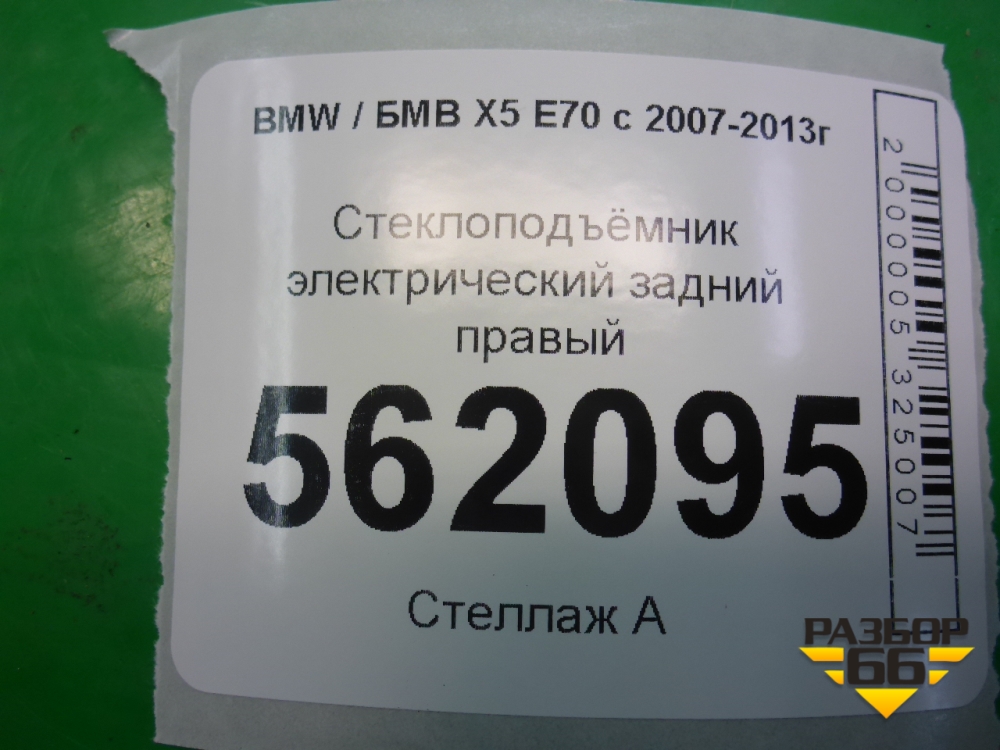 BMW / БМВ X5 E70 с 2007-2013г
Стеклоподъёмник
электрический задний
правый
562095
Стеллаж А
2000005325007
РАЗБОР
66